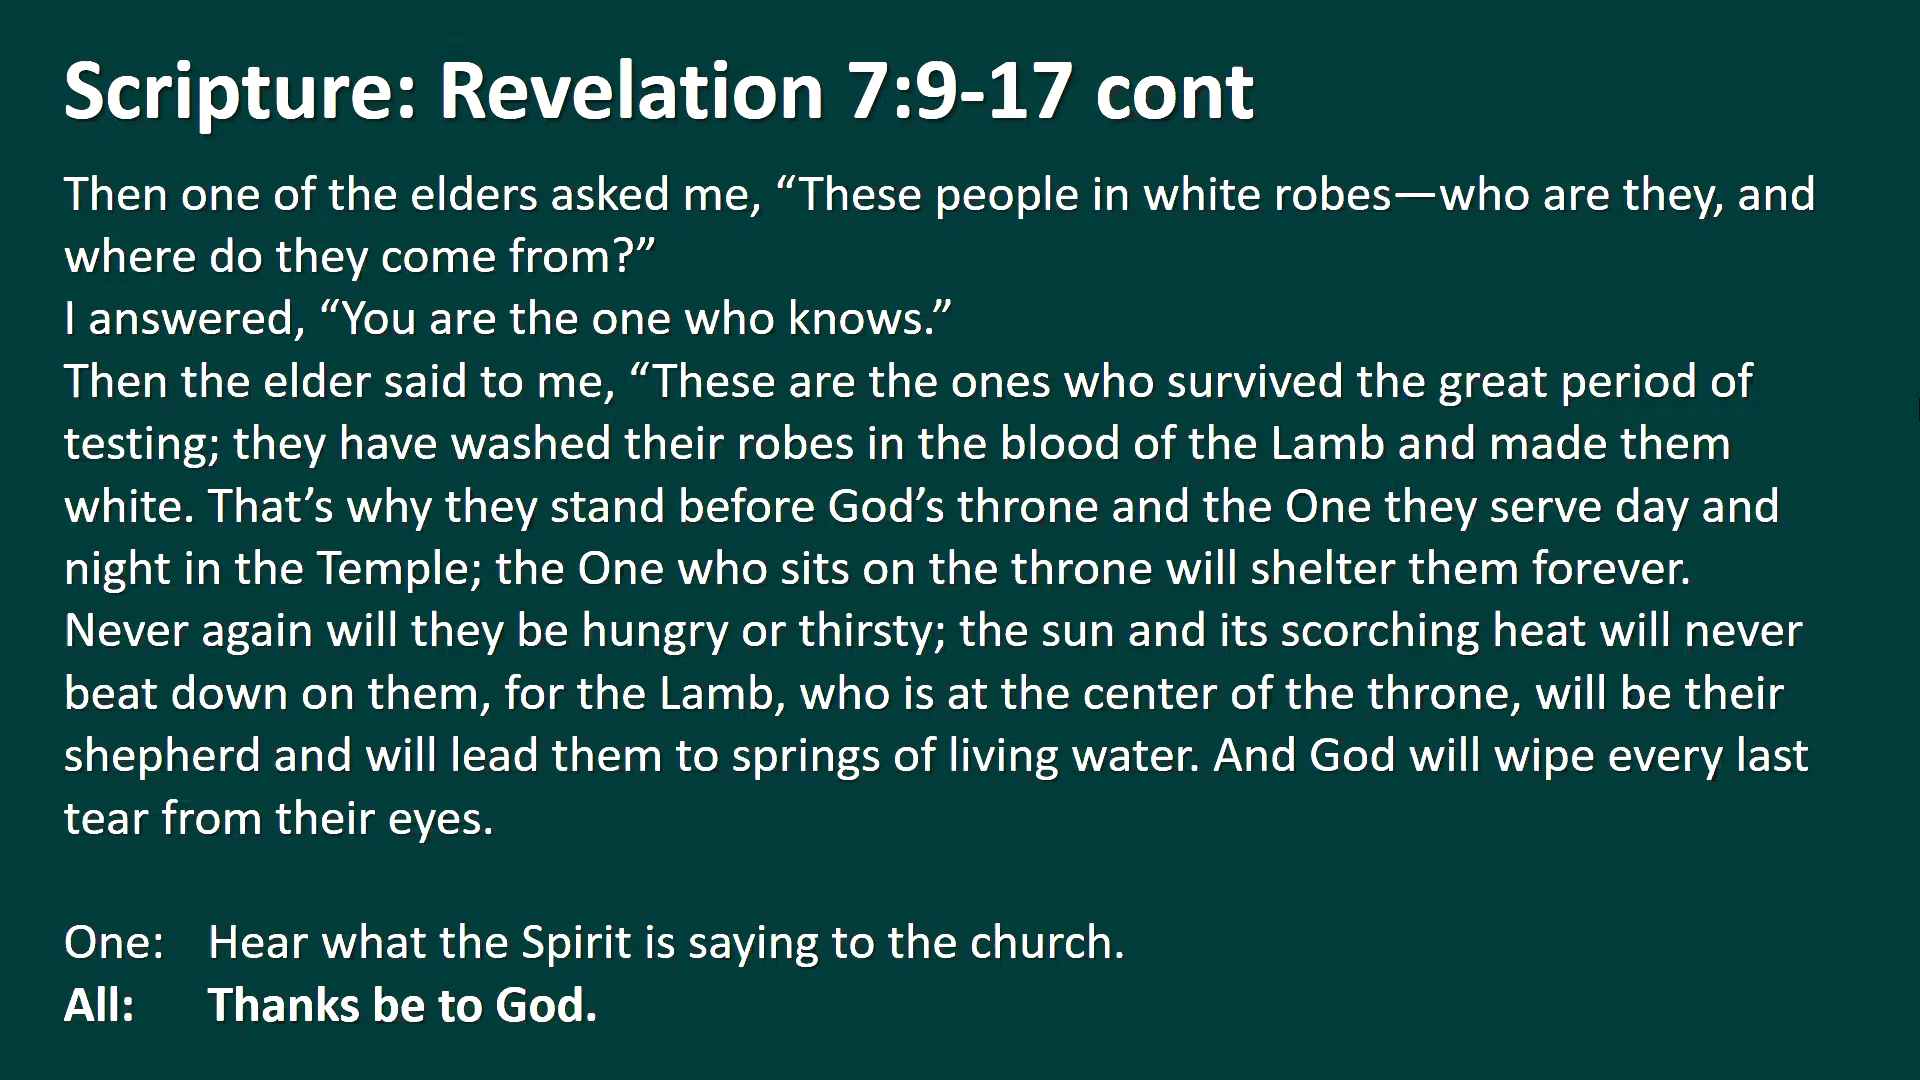 Scripture: Revelation 7:9-17 cont
Then one of the elders asked me, “These people in white robes—who are they, and
where do they come from?”
I answered, “You are the one who knows.”
Then the elder said to me, “These are the ones who survived the great period of
testing; they have washed their robes in the blood of the Lamb and made them
white. That’s why they stand before God’s throne and the One they serve day and
night in the Temple; the One who sits on the throne will shelter them forever.
Never again will they be hungry or thirsty; the sun and its scorching heat will never
beat down on them, for the Lamb, who is at the center of the throne, will be their
shepherd and will lead them to springs of living water. And God will wipe every last
tear from their eyes.
One: Hear what the Spirit is saying to the church.
All: Thanks be to God.